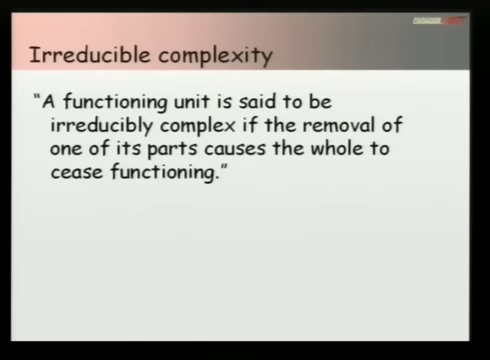 Irreducible complexity
“A functioning unit is said to be
irreducibly complex if the removal of
one of its parts causes the whole to
cease functioning.”